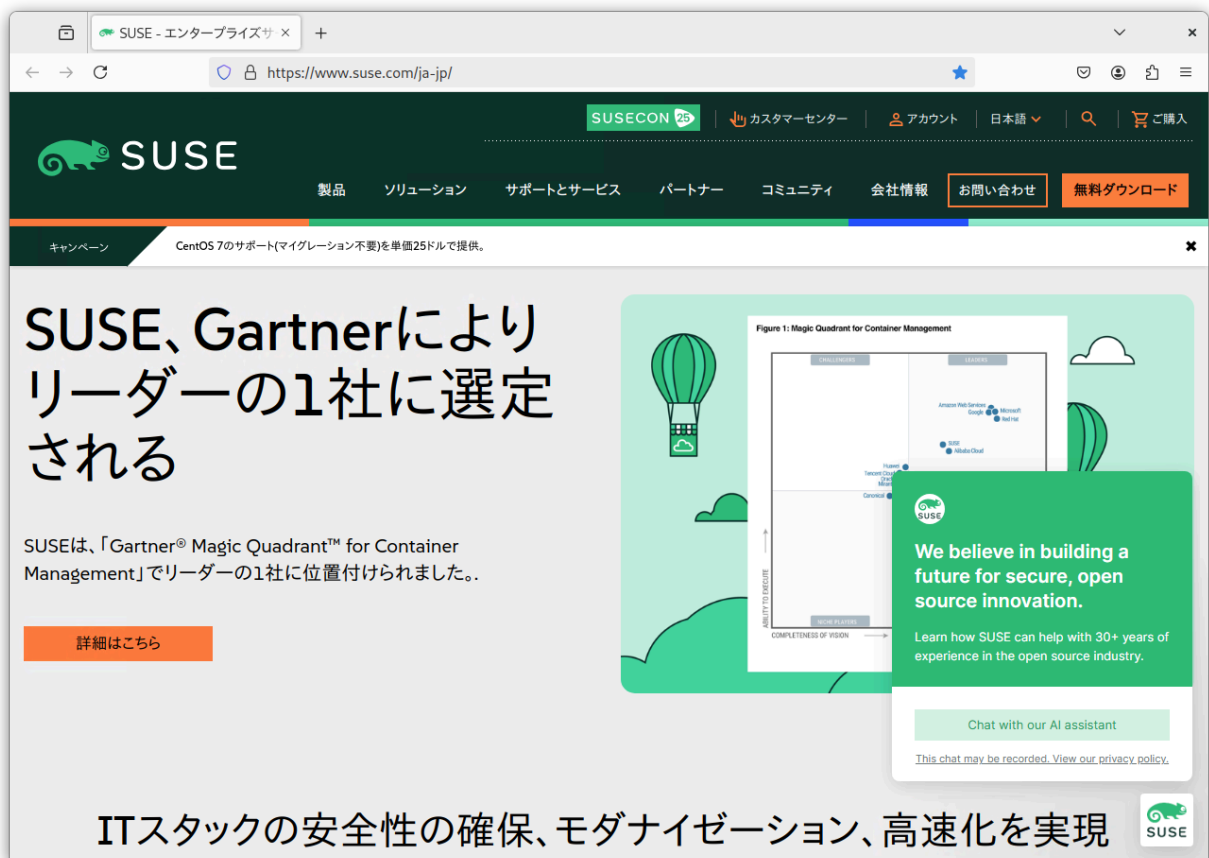 SUSE - エンタープライズサ
https://www.suse.com/ja-jp/
SUSECON 25
カスタマーセンター
アカウント
日本語
ご購入
SUSE
製品
ソリューション
サポートとサービス
パートナー
コミュニティ
会社情報
お問い合わせ
無料ダウンロード
キャンペーン
CentOS 7のサポート(マイグレーション不要)を単価25ドルで提供。
SUSE、Gartnerにより
リーダーの1社に選定
される
SUSEは、「Gartner® Magic Quadrant™ for Container
Management」でリーダーの1社に位置付けられました。.
詳細はこちら
Figure 1: Magic Quadrant for Container Management
CHALLENGERS
LEADERS
Amazon Web Services
Google
Microsoft
Red Hat
SUSE
Alibaba Cloud
Huawei
Tencent Cloud
Canonical
ABILITY TO EXECUTE
NICHE PLAYERS
COMPLETENESS OF VISION
SUSE
We believe in building a
future for secure, open
source innovation.
Learn how SUSE can help with 30+ years of
experience in the open source industry.
Chat with our AI assistant
This chat may be recorded. View our privacy policy.
SUSE
ITスタックの安全性の確保、モダナイゼーション、高速化を実現